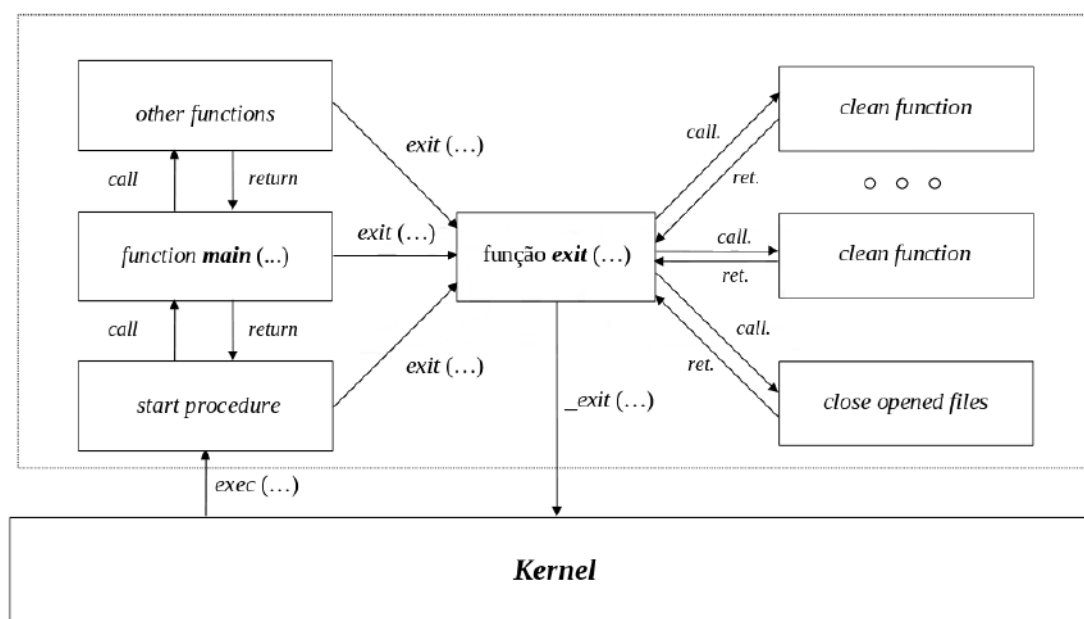 other functions
clean function
call.
exit (…)
ret.
call
return
function main (...)
exit (…)
função exit (…)
call.
ret.
clean function
call
return
call.
ret.
exit (…)
start procedure
_exit (…)
close opened files
exec (…)
Kernel